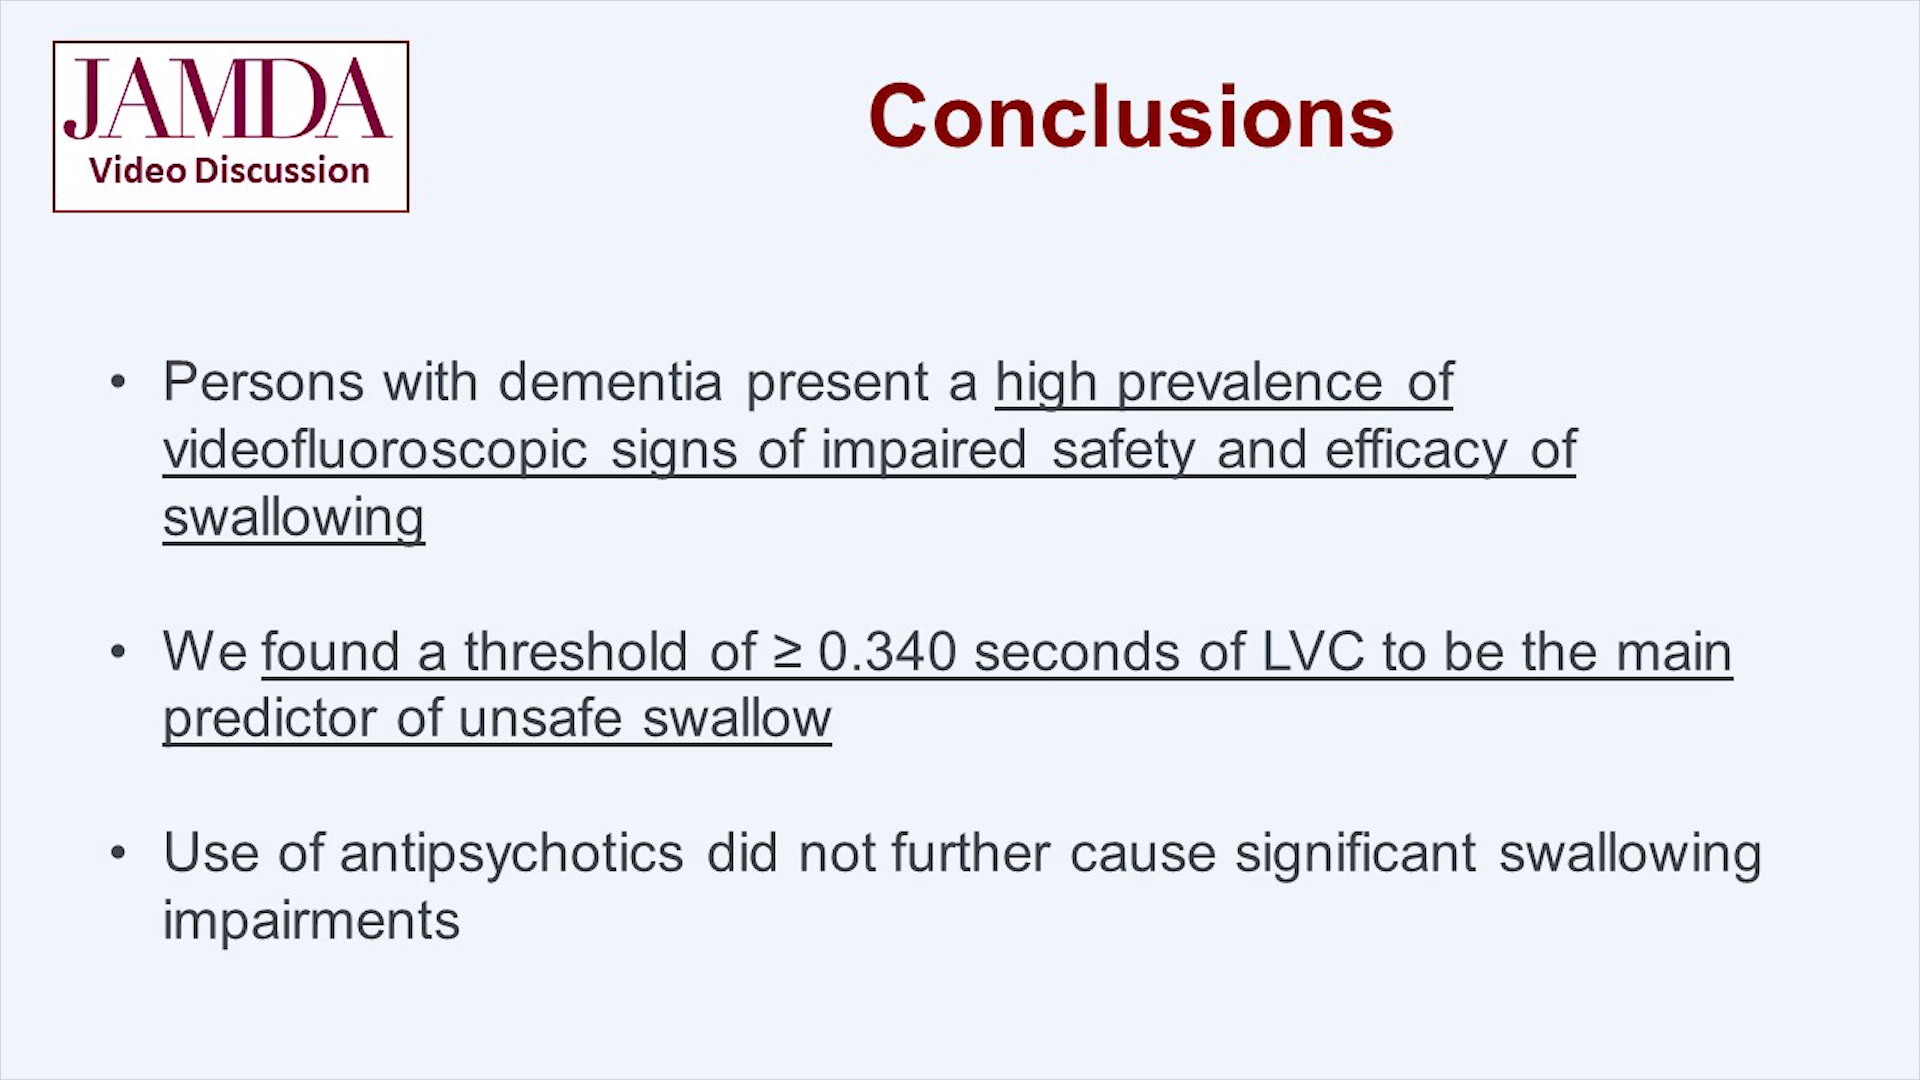 JAMDA
Video Discussion
Conclusions
• Persons with dementia present a high prevalence of
videofluoroscopic signs of impaired safety and efficacy of
swallowing
• We found a threshold of ≥ 0.340 seconds of LVC to be the main
predictor of unsafe swallow
• Use of antipsychotics did not further cause significant swallowing
impairments